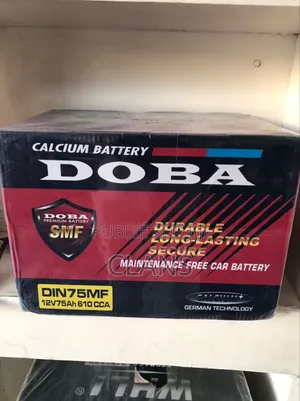 CALCIUM BATTERY
DOBA
DOBA
PREMIUM BATTERY
SMF
DURABLE
LONG-LASTING
SECURE
MAINTENANCE FREE CAR BATTERY
DIN75MF
12V75Ah 610 CCA
GERMAN TECHNOLOGY